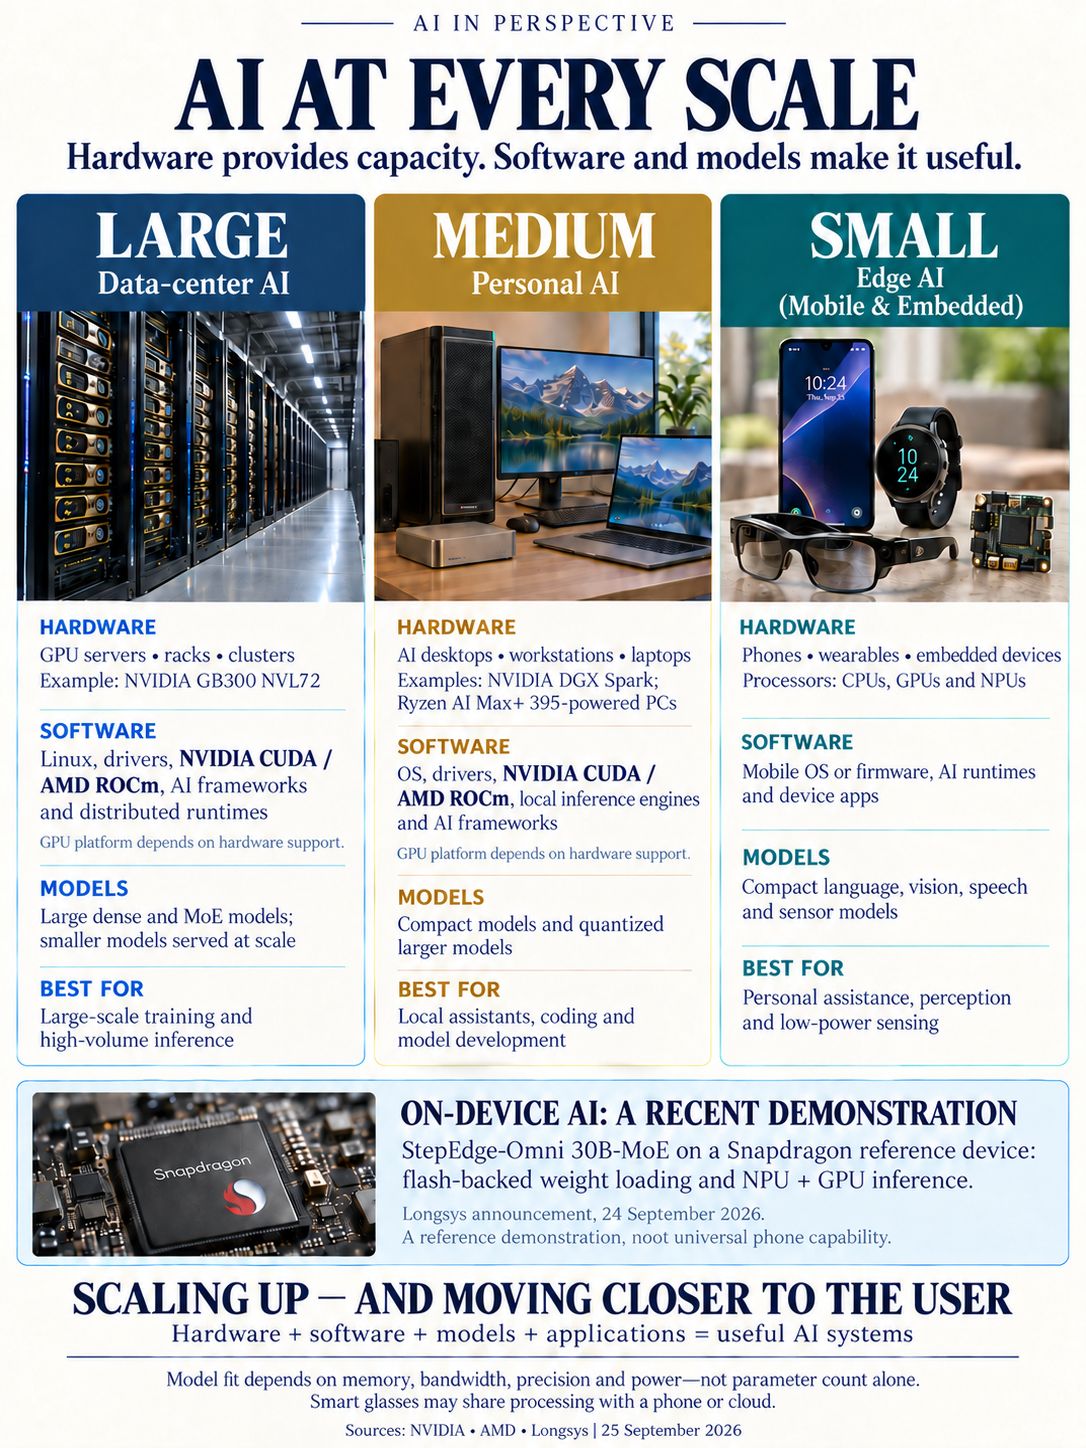 AI IN PERSPECTIVE
AI AT EVERY SCALE
Hardware provides capacity. Software and models make it useful.
LARGE
Data-center AI
HARDWARE
GPU servers • racks • clusters
Example: NVIDIA GB300 NVL72
SOFTWARE
Linux, drivers, NVIDIA CUDA /
AMD ROCm, AI frameworks
and distributed runtimes
GPU platform depends on hardware support.
MODELS
Large dense and MoE models;
smaller models served at scale
BEST FOR
Large-scale training and
high-volume inference
MEDIUM
Personal AI
HARDWARE
AI desktops • workstations • laptops
Examples: NVIDIA DGX Spark;
Ryzen AI Max+ 395-powered PCs
SOFTWARE
OS, drivers, NVIDIA CUDA /
AMD ROCm, local inference engines
and AI frameworks
GPU platform depends on hardware support.
MODELS
Compact models and quantized
larger models
BEST FOR
Local assistants, coding and
model development
SMALL
Edge AI
(Mobile & Embedded)
10:24
10
24
HARDWARE
Phones • wearables • embedded devices
Processors: CPUs, GPUs and NPUs
SOFTWARE
Mobile OS or firmware, AI runtimes
and device apps
MODELS
Compact language, vision, speech
and sensor models
BEST FOR
Personal assistance, perception
and low-power sensing
Snapdragon
ON-DEVICE AI: A RECENT DEMONSTRATION
StepEdge-Omni 30B-MoE on a Snapdragon reference device:
flash-backed weight loading and NPU + GPU inference.
Longsys announcement, 24 September 2026.
A reference demonstration, noot universal phone capability.
SCALING UP — AND MOVING CLOSER TO THE USER
Hardware + software + models + applications = useful AI systems
Model fit depends on memory, bandwidth, precision and power—not parameter count alone.
Smart glasses may share processing with a phone or cloud.
Sources: NVIDIA • AMD • Longsys | 25 September 2026